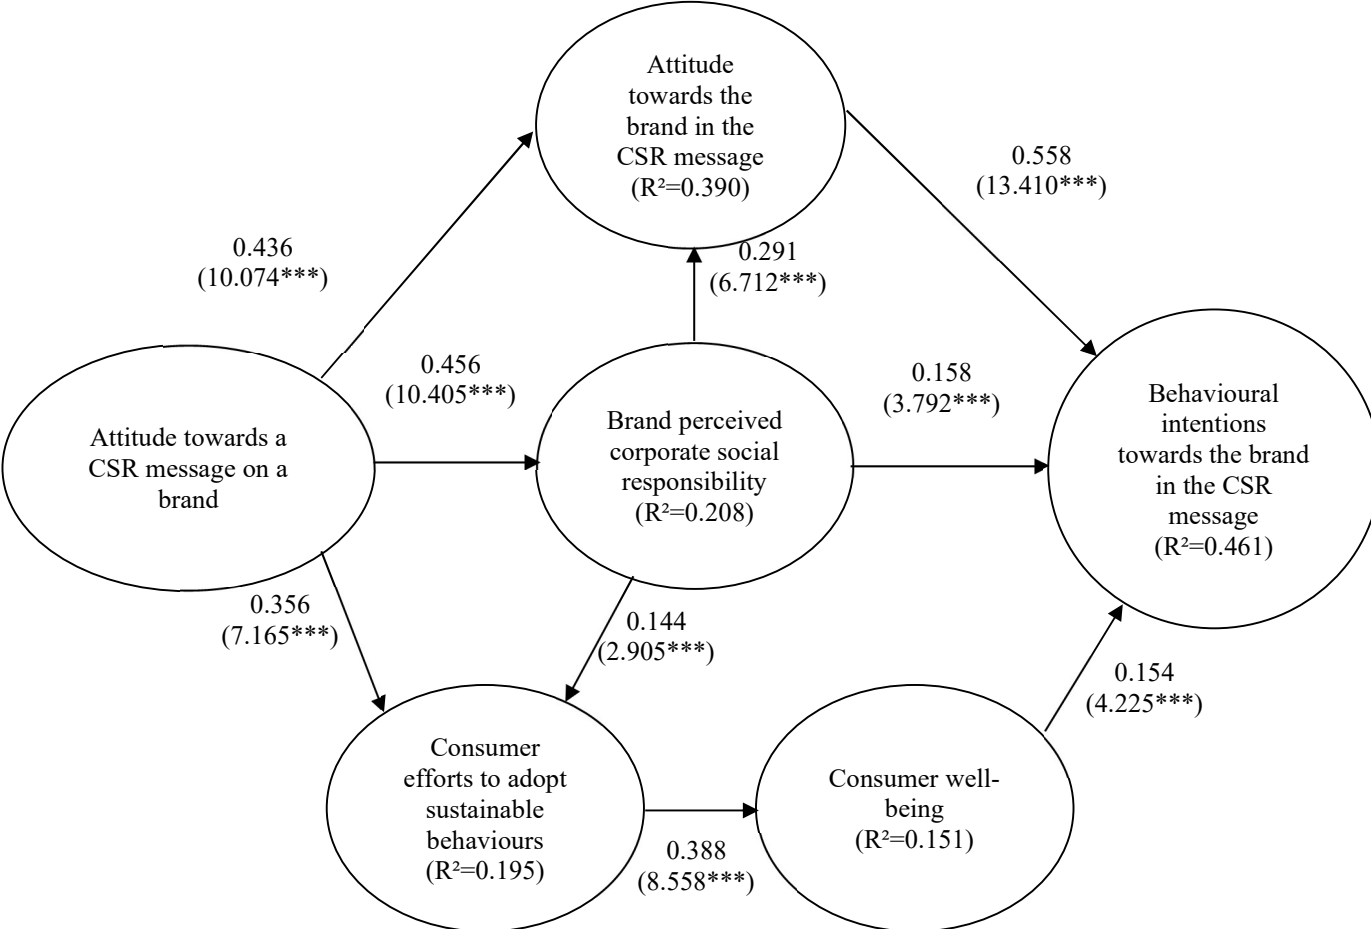 Attitude
towards the
brand in the
CSR message
(R²=0.390)
0.558
(13.410***)
0.436
(10.074***)
0.291
(6.712***)
0.456
(10.405***)
0.158
(3.792***)
Attitude towards a
CSR message on a
brand
Brand perceived
corporate social
responsibility
(R²=0.208)
Behavioural
intentions
towards the brand
in the CSR
message
(R²=0.461)
0.356
(7.165***)
0.144
(2.905***)
0.154
(4.225***)
Consumer
efforts to adopt
sustainable
behaviours
(R²=0.195)
Consumer well-
being
(R²=0.151)
0.388
(8.558***)